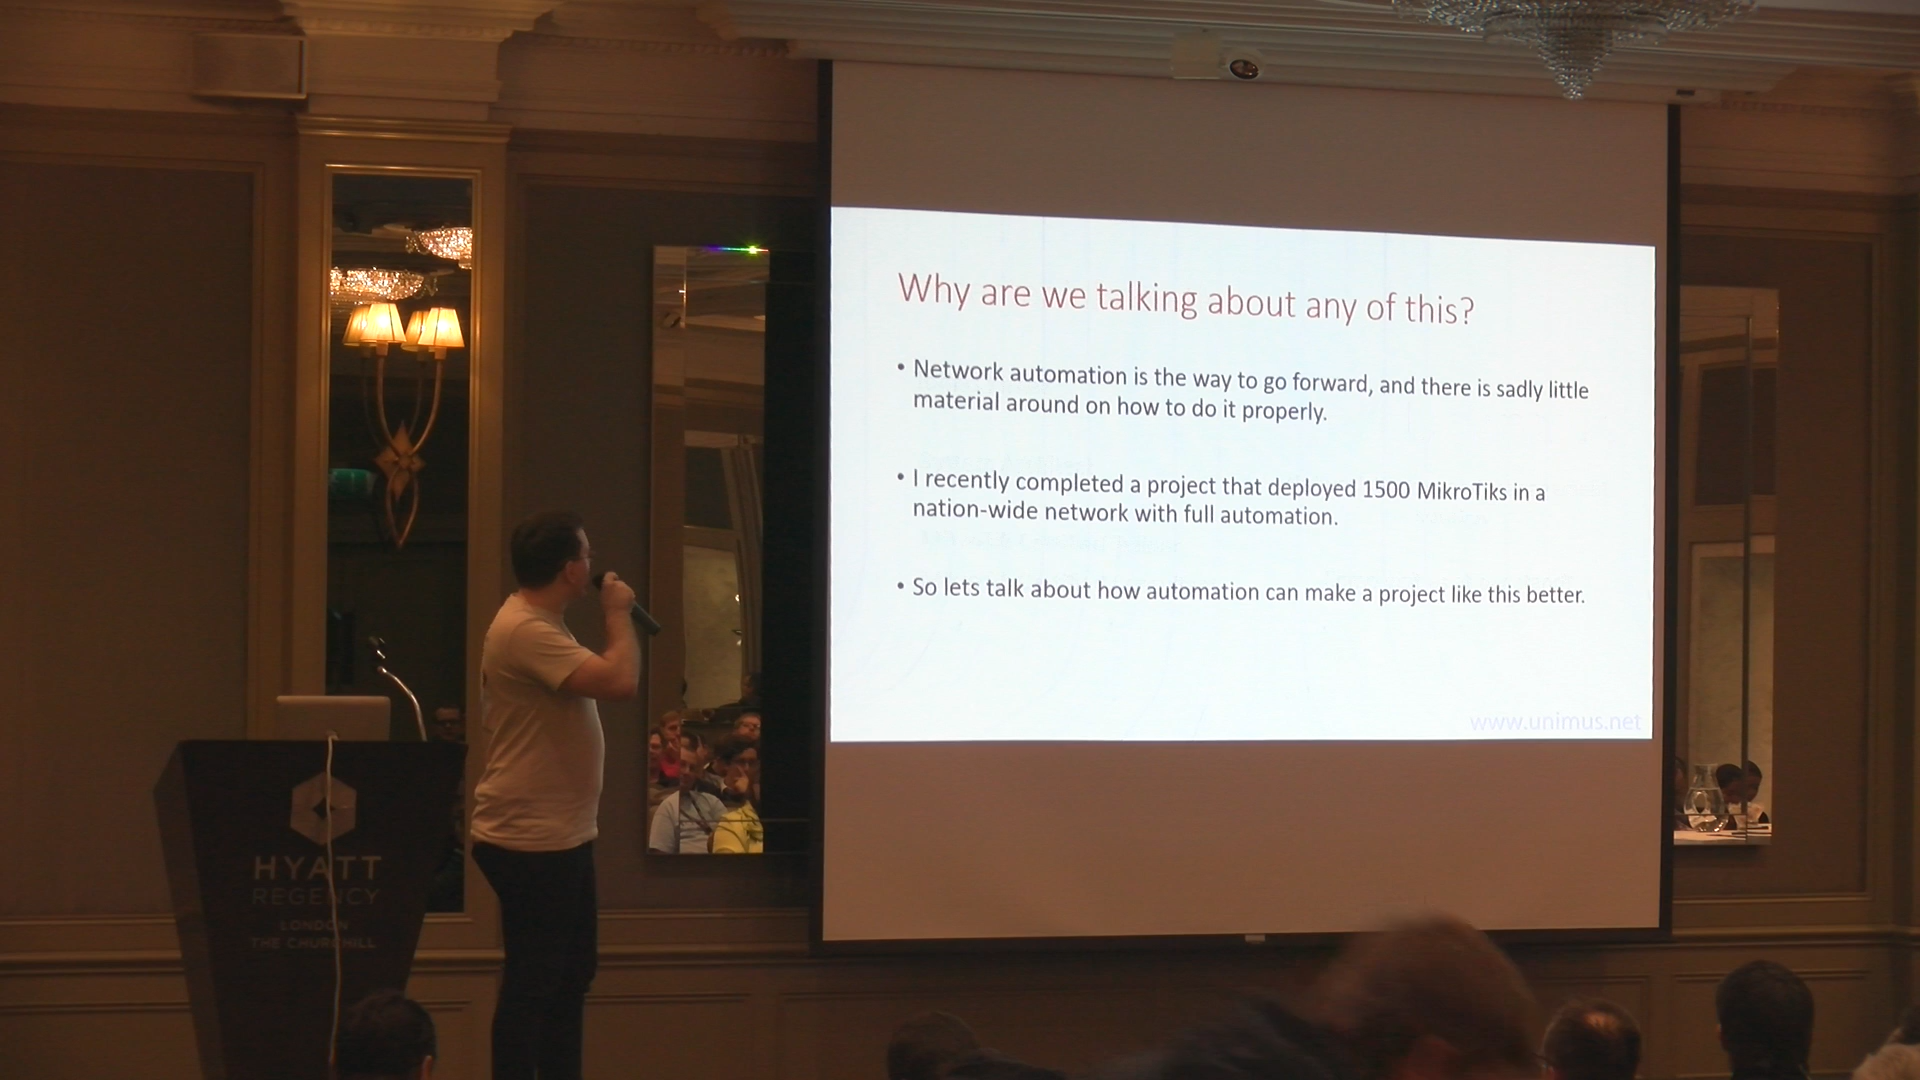 Why are we talking about any of this?
• Network automation is the way to go forward, and there is sadly little
material around on how to do it properly.
• I recently completed a project that deployed 1500 MikroTiks in a
nation-wide network with full automation.
• So lets talk about how automation can make a project like this better.
www.unimus.net
HYATT
REGENCY
LONDON
THE CHURCHILL